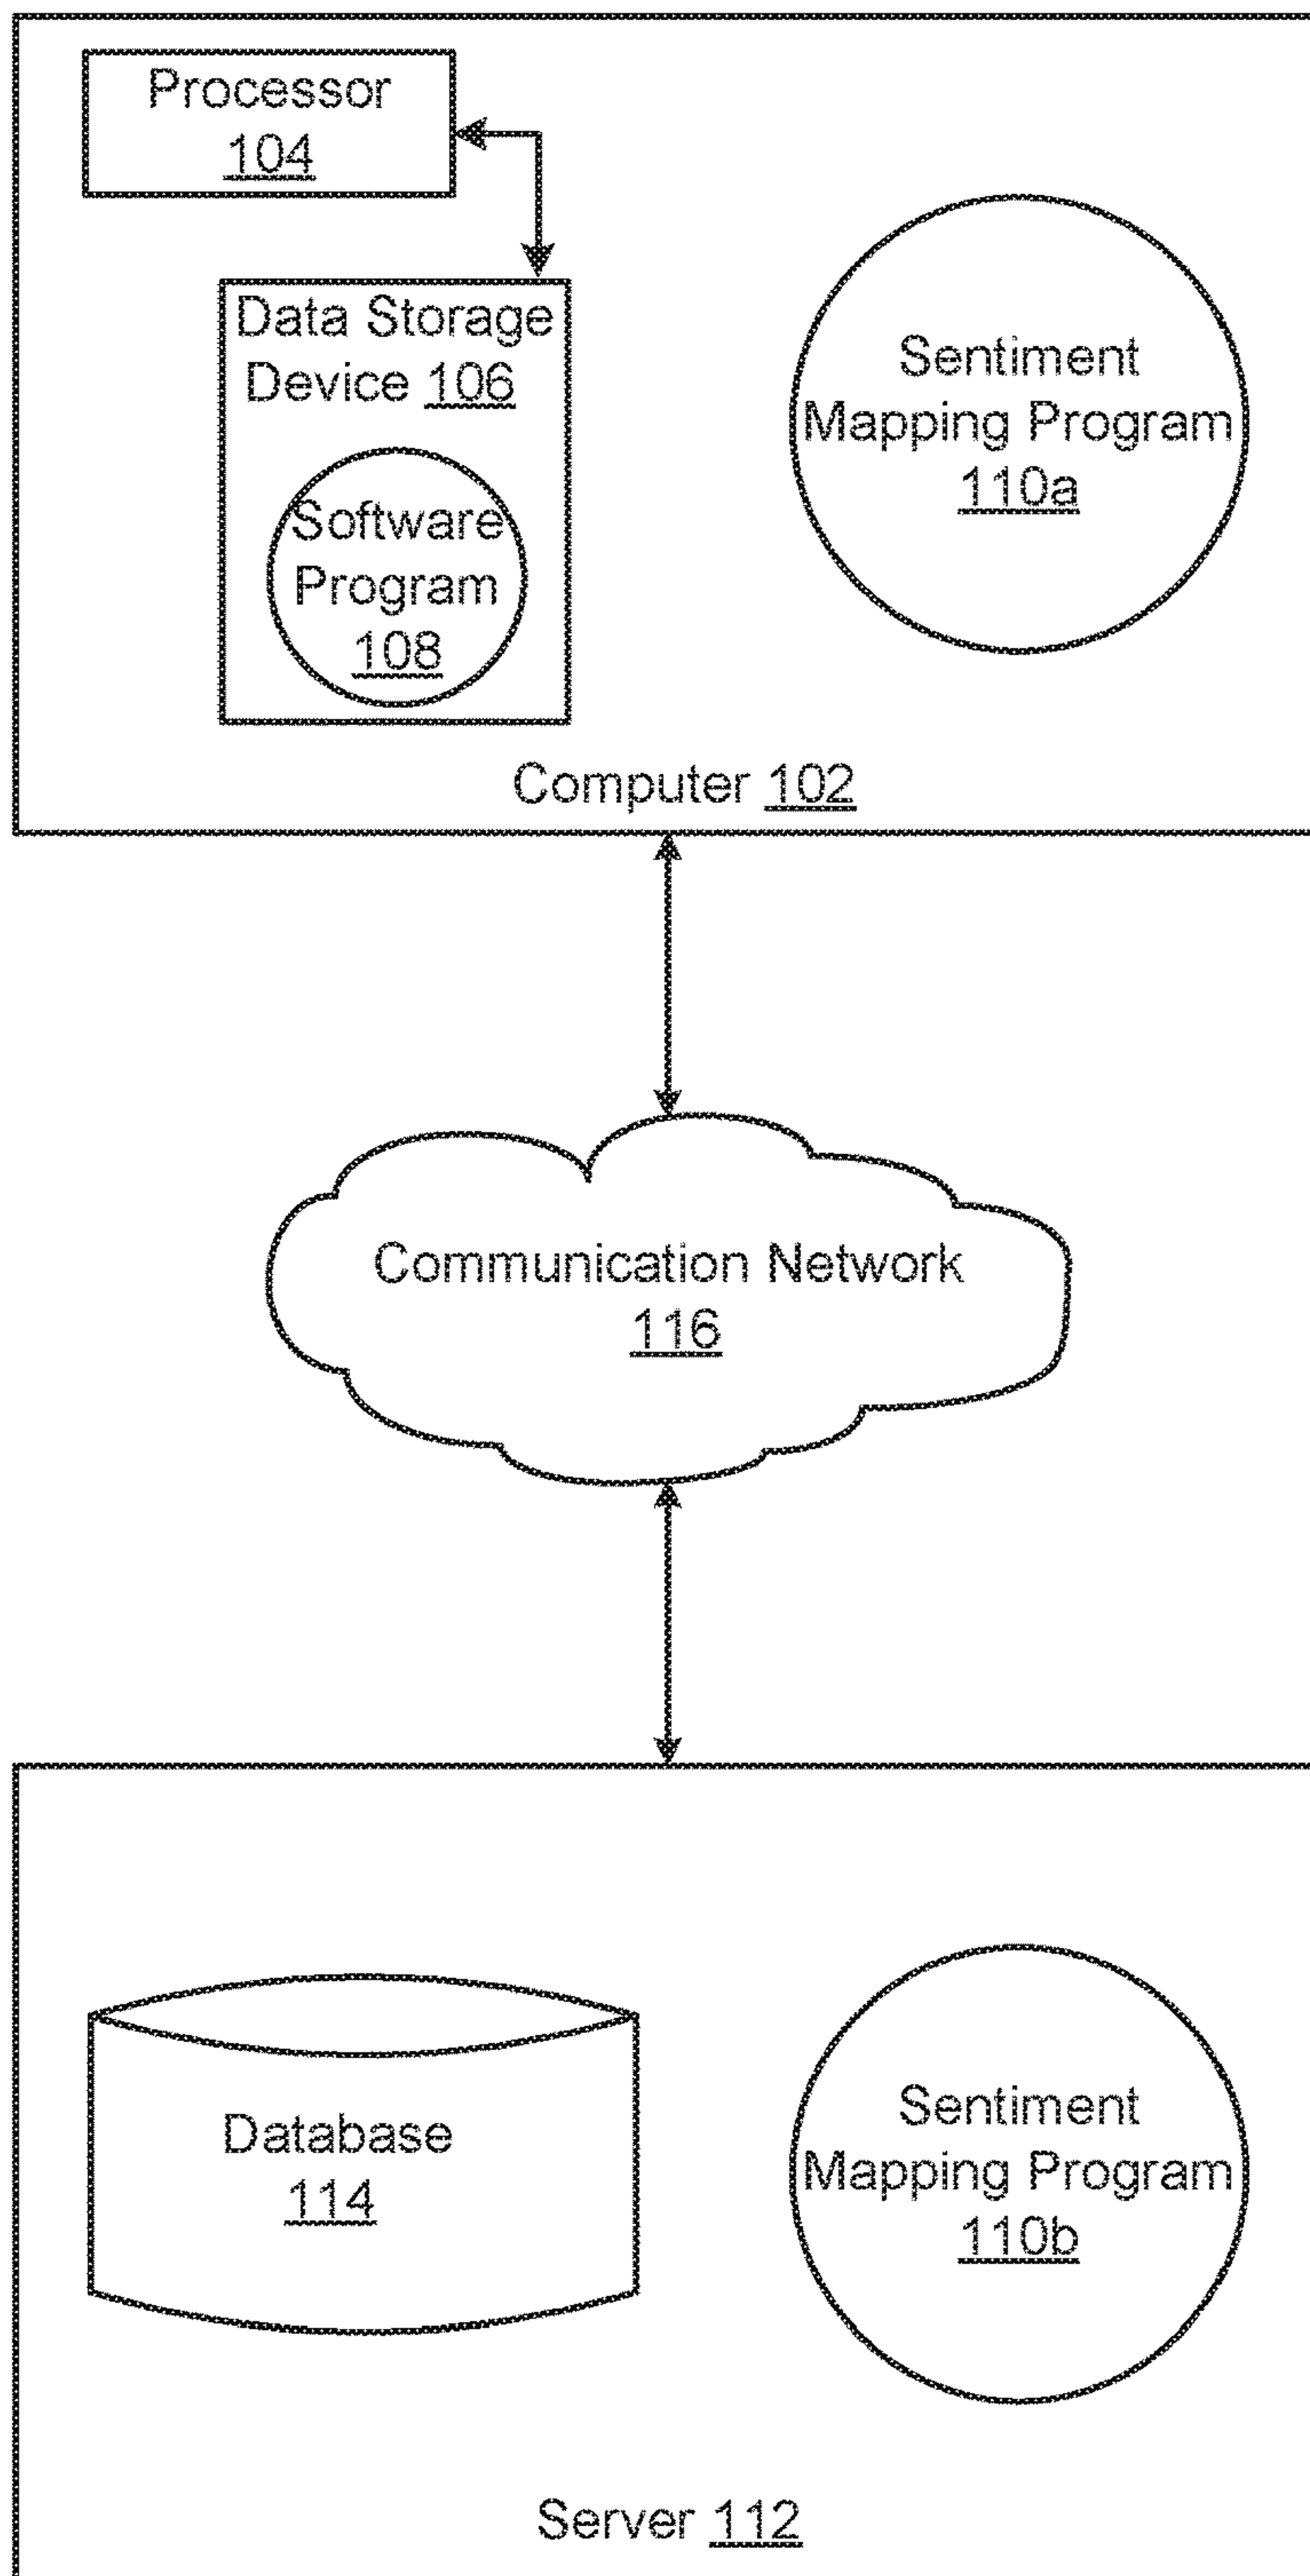 Processor
104
Data Storage
Device 106
Software
Program
108
Sentiment
Mapping Program
110a
Computer 102
Communication Network
116
Database
114
Sentiment
Mapping Program
110b
Server 112